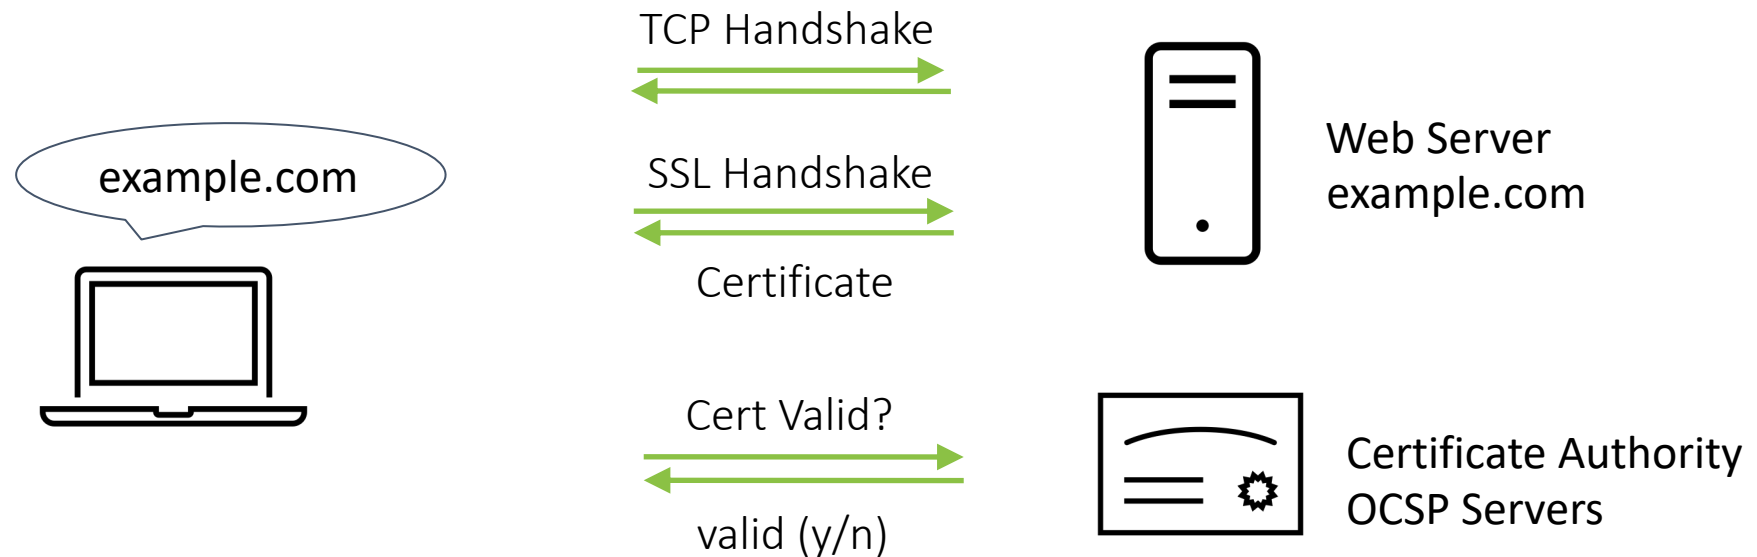 TCP Handshake
example.com
SSL Handshake
Certificate
Web Server
example.com
Cert Valid?
valid (y/n)
Certificate Authority
OCSP Servers